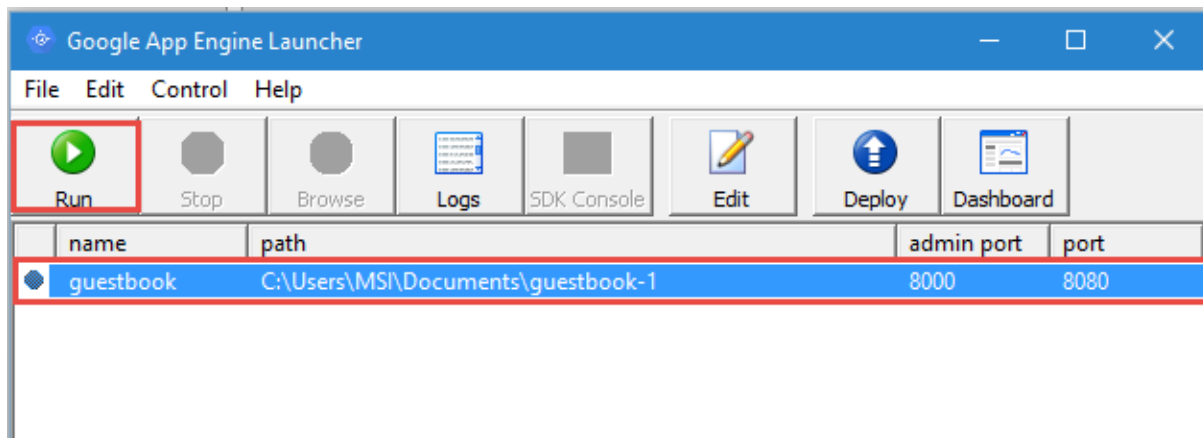 Google App Engine Launcher
File Edit Control Help
Run Stop Browse Logs SDK Console Edit Deploy Dashboard
name path admin port port
guestbook C:\Users\MSI\Documents\guestbook-1 8000 8080